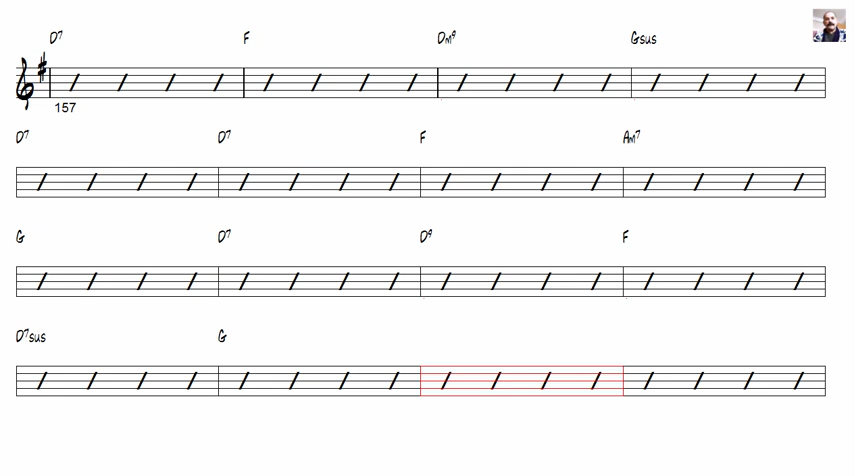 D7 F Dm9 Gsus
157
D7 D7 F Am7
G D7 D9 F
D7sus G